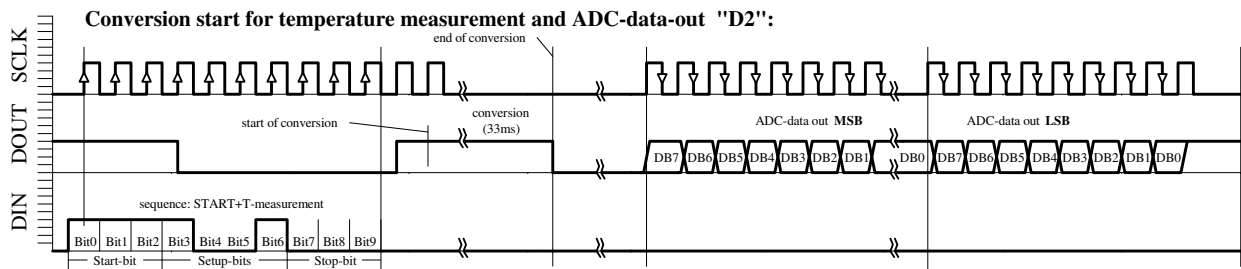 Conversion start for temperature measurement and ADC-data-out "D2":
end of conversion
SCLK
start of conversion
conversion
(33ms)
ADC-data out MSB
ADC-data out LSB
DOUT
DB7 DB6 DB5 DB4 DB3 DB2 DB1 DB0 DB7 DB6 DB5 DB4 DB3 DB2 DB1 DB0
DIN
sequence: START+T-measurement
Bit0 Bit1 Bit2 Bit3 Bit4 Bit5 Bit6 Bit7 Bit8 Bit9
Start-bit Setup-bits Stop-bit